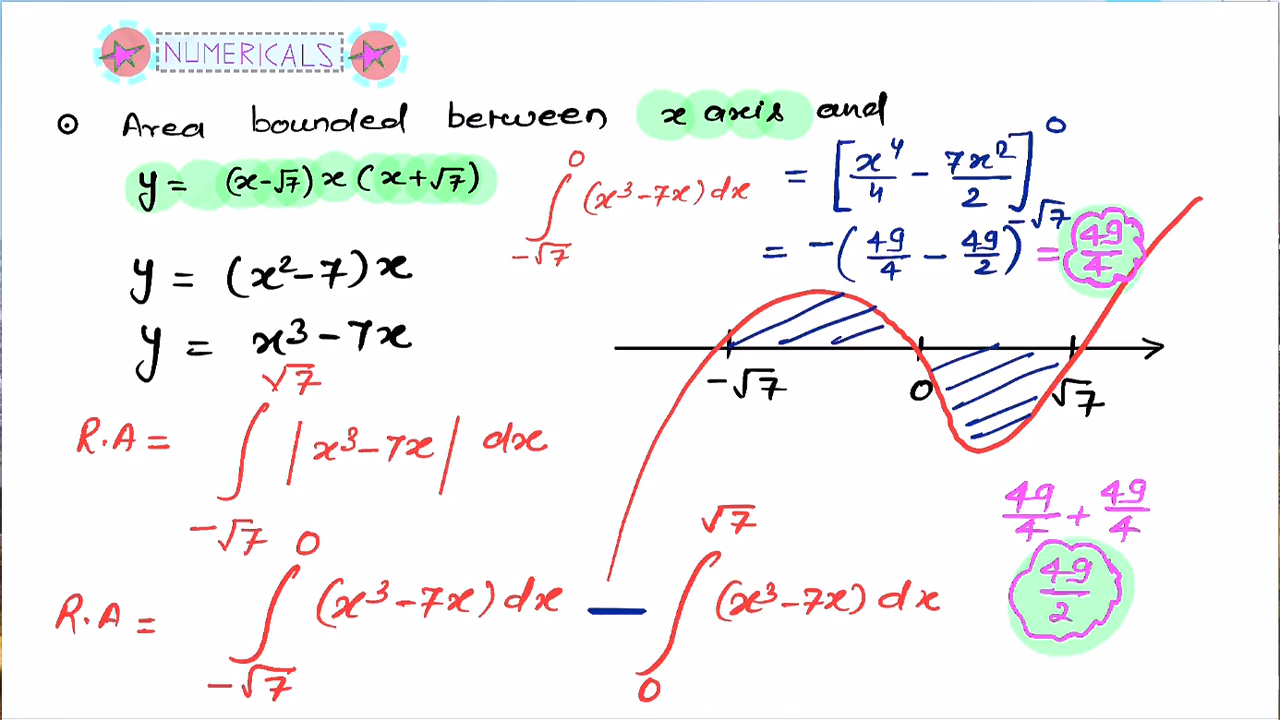 NUMERICALS
⊙ Area bounded between x axis and
y = (x-√7) x (x+√7)
y = (x²-7)x
y = x³-7x
R.A = ∫_{-√7}^{√7} |x³-7x| dx
R.A = ∫_{-√7}^{0} (x³-7x) dx — ∫_{0}^{√7} (x³-7x) dx
∫_{-√7}^{0} (x³-7x) dx
= [x⁴/4 - 7x²/2]_{-√7}^{0}
= -(49/4 - 49/2) = 49/4
-√7 0 √7
49/4 + 49/4
49/2